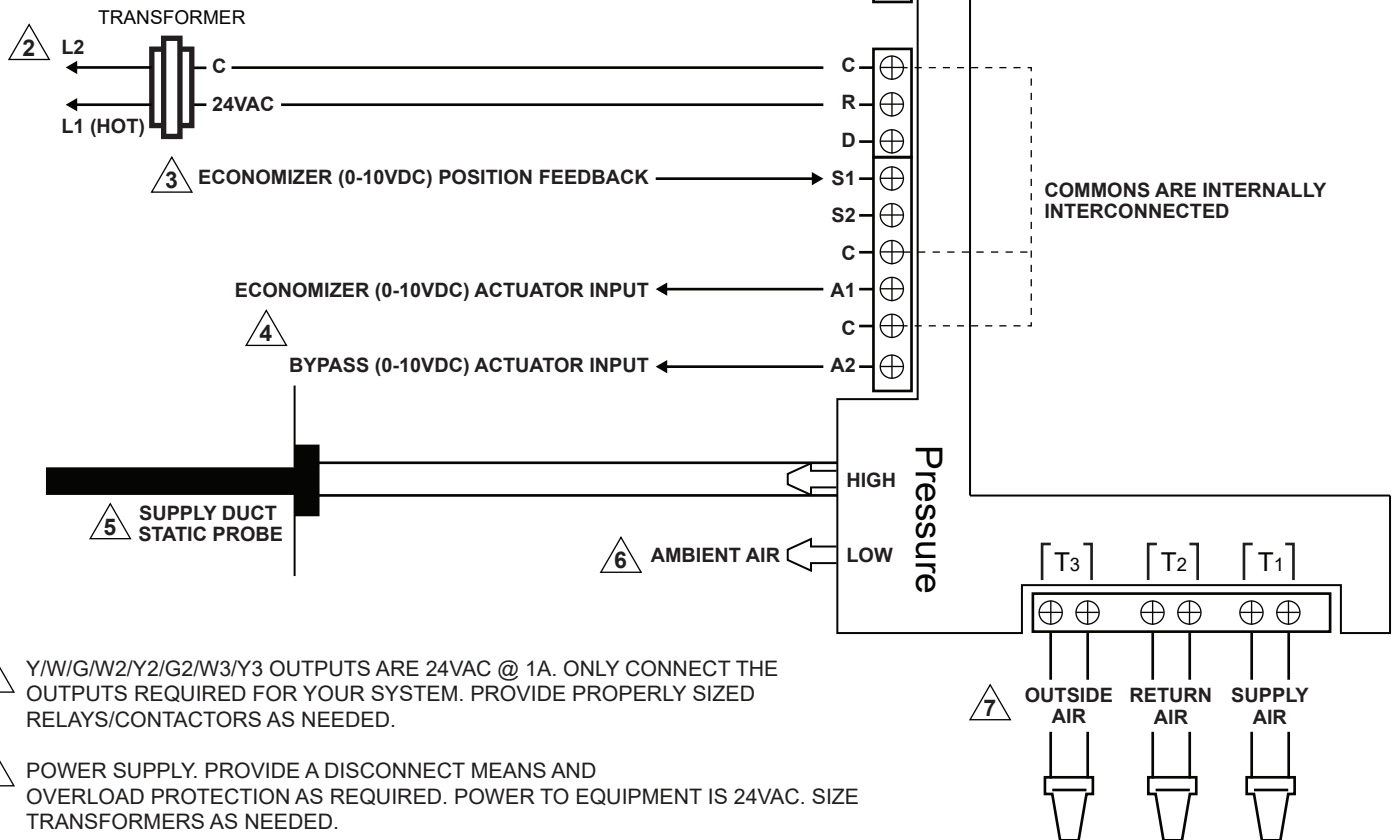 TRANSFORMER
2
L2
C
C
24VAC
R
L1 (HOT)
D
3
ECONOMIZER (0-10VDC) POSITION FEEDBACK
S1
COMMONS ARE INTERNALLY
INTERCONNECTED
S2
C
ECONOMIZER (0-10VDC) ACTUATOR INPUT
A1
4
C
BYPASS (0-10VDC) ACTUATOR INPUT
A2
Pressure
HIGH
5
SUPPLY DUCT
STATIC PROBE
6
AMBIENT AIR
LOW
T3
T2
T1
7
OUTSIDE
AIR
RETURN
AIR
SUPPLY
AIR
Y/W/G/W2/Y2/G2/W3/Y3 OUTPUTS ARE 24VAC @ 1A. ONLY CONNECT THE
OUTPUTS REQUIRED FOR YOUR SYSTEM. PROVIDE PROPERLY SIZED
RELAYS/CONTACTORS AS NEEDED.
POWER SUPPLY. PROVIDE A DISCONNECT MEANS AND
OVERLOAD PROTECTION AS REQUIRED. POWER TO EQUIPMENT IS 24VAC. SIZE
TRANSFORMERS AS NEEDED.